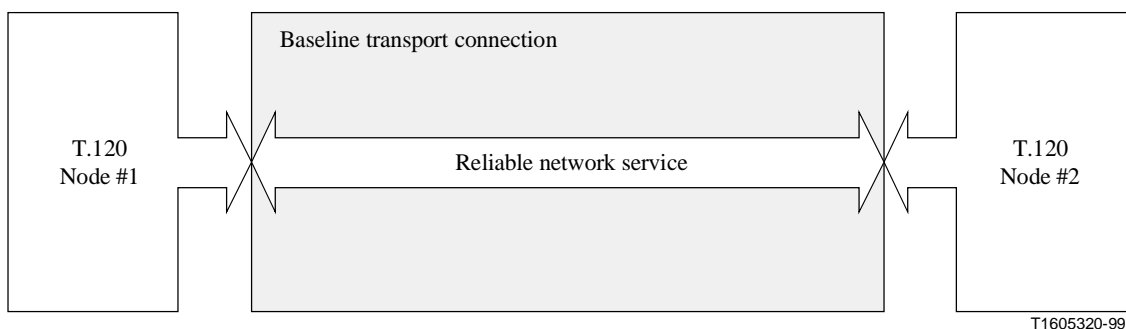 Baseline transport connection
T.120
Node #1
Reliable network service
T.120
Node #2
T1605320-99